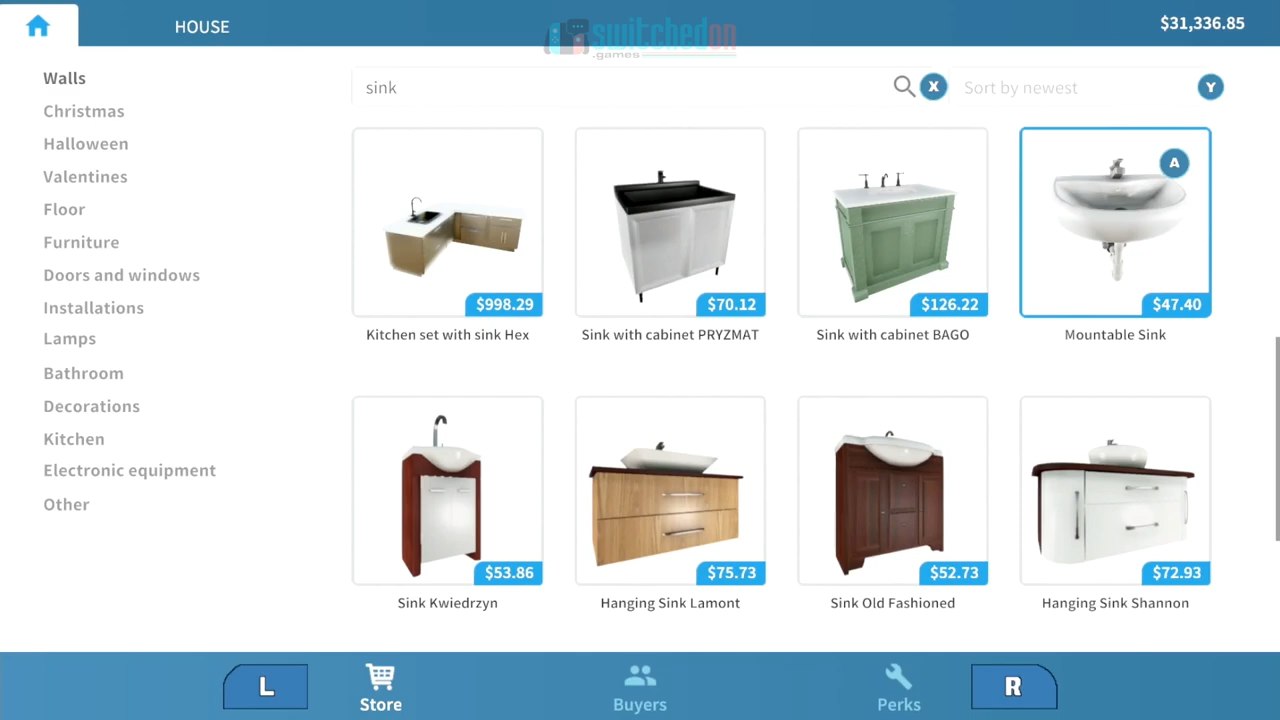 HOUSE
switchedon
.games
$31,336.85
Walls
Christmas
Halloween
Valentines
Floor
Furniture
Doors and windows
Installations
Lamps
Bathroom
Decorations
Kitchen
Electronic equipment
Other
sink
X
Sort by newest
Y
$998.29
Kitchen set with sink Hex
$70.12
Sink with cabinet PRYZMAT
$126.22
Sink with cabinet BAGO
A
$47.40
Mountable Sink
$53.86
Sink Kwiedrzyn
$75.73
Hanging Sink Lamont
$52.73
Sink Old Fashioned
$72.93
Hanging Sink Shannon
L
Store
Buyers
Perks
R